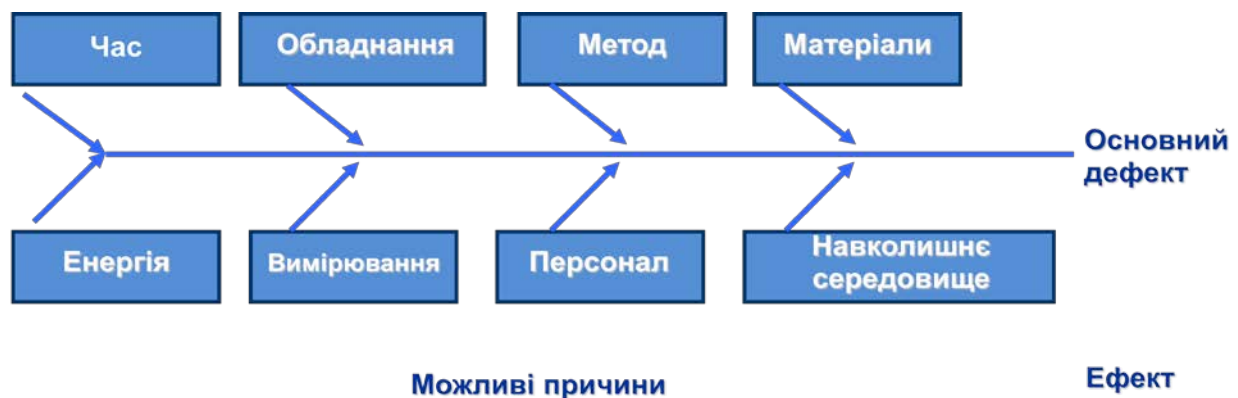 Час
Обладнання
Метод
Матеріали
Основний
дефект
Енергія
Вимірювання
Персонал
Навколишнє
середовище
Можливі причини
Ефект